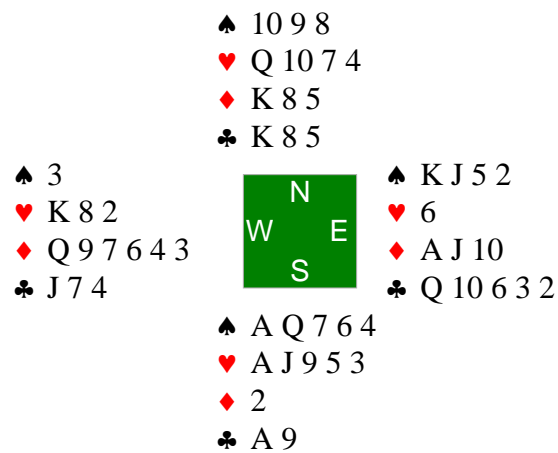 ♠ 10 9 8
♥ Q 10 7 4
♦ K 8 5
♣ K 8 5
♠ 3
♥ K 8 2
♦ Q 9 7 6 4 3
♣ J 7 4
N
W E
S
♠ K J 5 2
♥ 6
♦ A J 10
♣ Q 10 6 3 2
♠ A Q 7 6 4
♥ A J 9 5 3
♦ 2
♣ A 9